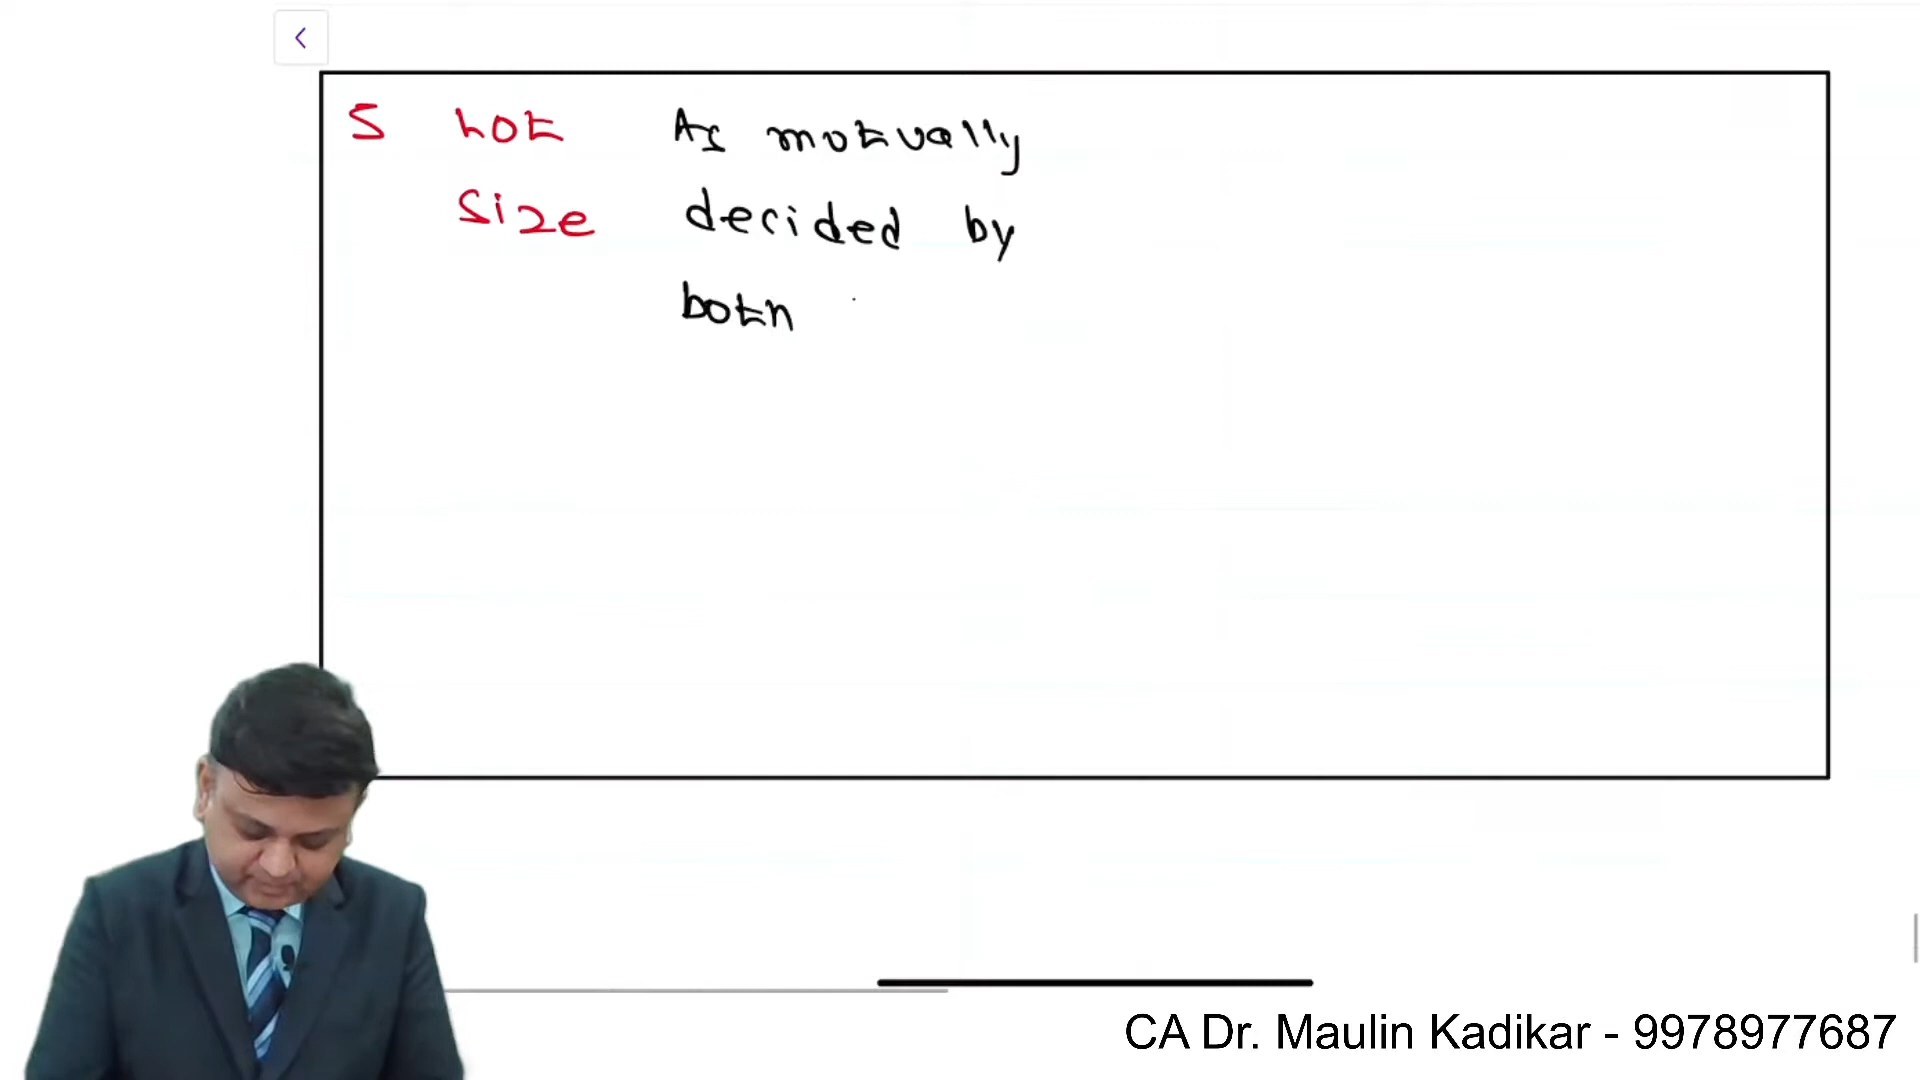 5 Lot As mutually
Size decided by
both
CA Dr. Maulin Kadikar - 9978977687